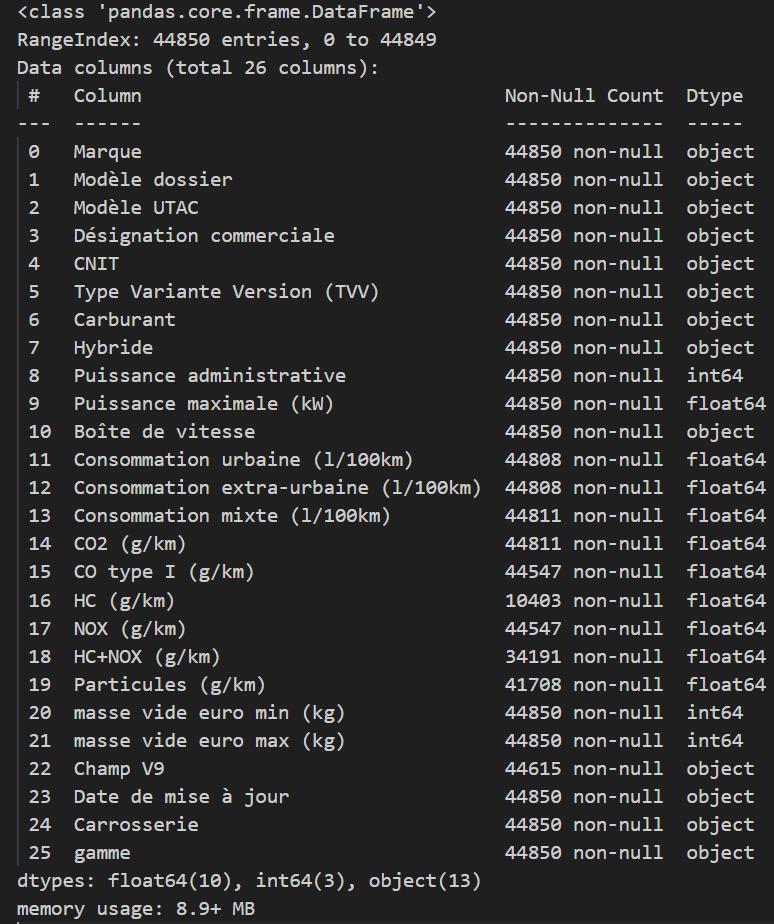 <class 'pandas.core.frame.DataFrame'>
RangeIndex: 44850 entries, 0 to 44849
Data columns (total 26 columns):
 #   Column                              Non-Null Count  Dtype
---  ------                              --------------  -----
 0   Marque                              44850 non-null  object
 1   Modèle dossier                      44850 non-null  object
 2   Modèle UTAC                         44850 non-null  object
 3   Désignation commerciale             44850 non-null  object
 4   CNIT                                44850 non-null  object
 5   Type Variante Version (TVV)         44850 non-null  object
 6   Carburant                           44850 non-null  object
 7   Hybride                             44850 non-null  object
 8   Puissance administrative            44850 non-null  int64
 9   Puissance maximale (kW)             44850 non-null  float64
 10  Boîte de vitesse                    44850 non-null  object
 11  Consommation urbaine (l/100km)      44808 non-null  float64
 12  Consommation extra-urbaine (l/100km)  44808 non-null  float64
 13  Consommation mixte (l/100km)        44811 non-null  float64
 14  CO2 (g/km)                          44811 non-null  float64
 15  CO type I (g/km)                    44547 non-null  float64
 16  HC (g/km)                           10403 non-null  float64
 17  NOX (g/km)                          44547 non-null  float64
 18  HC+NOX (g/km)                       34191 non-null  float64
 19  Particules (g/km)                   41708 non-null  float64
 20  masse vide euro min (kg)            44850 non-null  int64
 21  masse vide euro max (kg)            44850 non-null  int64
 22  Champ V9                            44615 non-null  object
 23  Date de mise à jour                 44850 non-null  object
 24  Carrosserie                         44850 non-null  object
 25  gamme                               44850 non-null  object
dtypes: float64(10), int64(3), object(13)
memory usage: 8.9+ MB